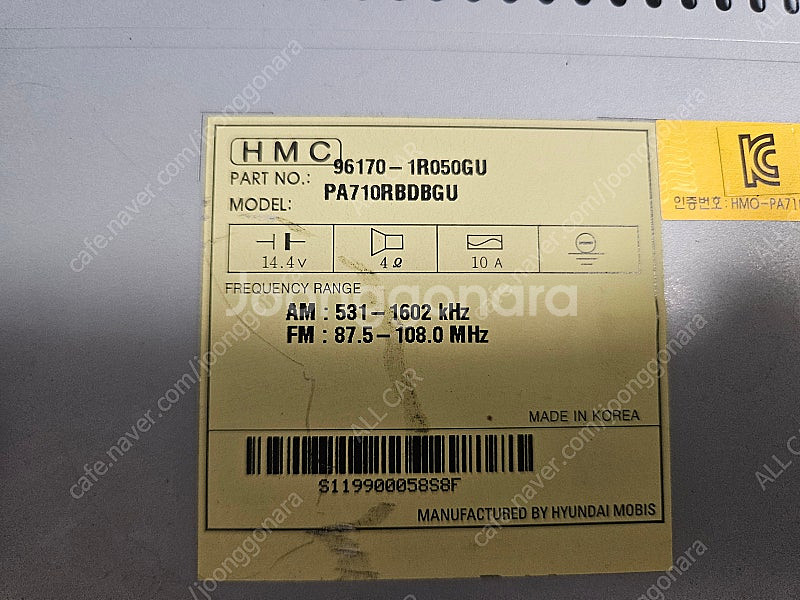 HMC
PART NO.: 96170-1R050GU
MODEL: PA710RBDBGU
14.4V 4Ω 10 A
FREQUENCY RANGE
AM : 531-1602 kHz
FM : 87.5-108.0 MHz
MADE IN KOREA
S119900058S8F
MANUFACTURED BY HYUNDAI MOBIS
인증번호: HMO-PA710
Joonggonara
cafe.naver.com/joonggonara
ALL CAR